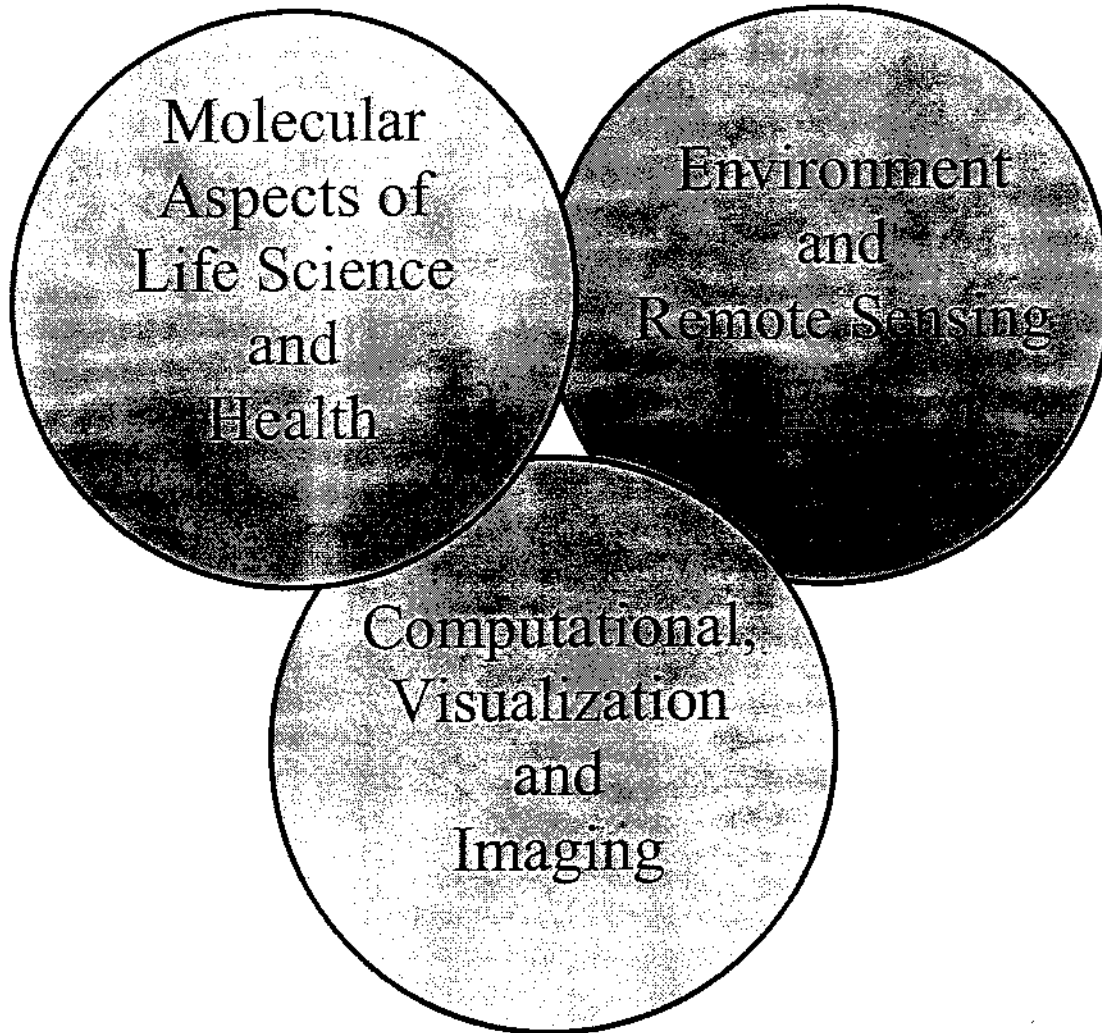 Molecular
Aspects of
Life Science
and
Health
Environment
and
Remote Sensing
Computational,
Visualization
and
Imaging